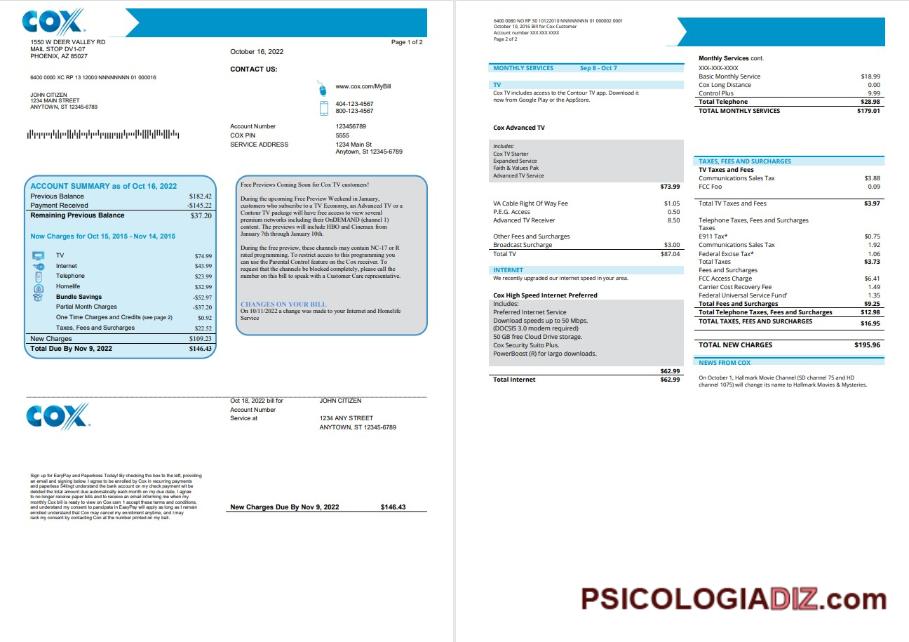 COX
1550 W DEER VALLEY RD
MAIL STOP DV1-07
PHOENIX, AZ 85027
Page 1 of 2
October 16, 2022
CONTACT US:
6400 0000 XC RP 13 12000 NNNNNNNN 01 000016
JOHN CITIZEN
1234 MAIN STREET
ANYTOWN, ST 12345-6789
www.cox.com/MyBill
404-123-4567
800-123-4567
Account Number 123456789
COX PIN 5555
SERVICE ADDRESS 1234 Main St
Anytown, St 12345-6789
ACCOUNT SUMMARY as of Oct 16, 2022
Previous Balance $182.42
Payment Received -$145.22
Remaining Previous Balance $37.20
New Charges for Oct 15, 2015 - Nov 14, 2015
TV $74.99
Internet $43.99
Telephone $23.99
Homelife $32.99
Bundle Savings -$52.97
Partial Month Charges -$37.20
One Time Charges and Credits (see page 2) $0.92
Taxes, Fees and Surcharges $22.52
New Charges $109.23
Total Due By Nov 9, 2022 $146.43
Free Previews Coming Soon for Cox TV customers!
During the upcoming Free Preview Weekend in January,
customers who subscribe to a TV Economy, an Advanced TV or a
Contour TV package will have free access to view several
premium networks including their OnDEMAND (channel 1)
content. The previews will include HBO and Cinemax from
January 7th through January 10th.
During the free preview, these channels may contain NC-17 or R
rated programming. To restrict access to this programming you
can use the Parental Control feature on the Cox receiver. To
request that the channels be blocked completely, please call the
number on this bill to speak with a Customer Care representative.
CHANGES ON YOUR BILL
On 10/11/2022 a change was made to your Internet and Homelife
Service
COX
Oct 18, 2022 bill for JOHN CITIZEN
Account Number
Service at 1234 ANY STREET
ANYTOWN, ST 12345-6789
Sign up for EasyPay and Paperless Today! By checking the box to the left, providing
an email and signing below. I agree to be enrolled by Cox in recurring payments
and paperless understand the bank account on my check payment will be
debited the total amount due automatically each month on my due date. I agree
to no longer receive paper bills and to receive an email informing me when my
monthly Cox bill is ready to view on Cox.com I accept these terms and conditions,
and understand my consent to participate in EasyPay will apply as long as I remain
enrolled understand that Cox may cancel my enrollment anytime, and I may
my consent by contacting Cox at the number printed on my bill.
New Charges Due By Nov 9, 2022 $146.43
October 18, 2016 Bill for Cox Customer
Account number XXX XXX XXXX
Page 2 of 2
MONTHLY SERVICES Sep 8 - Oct 7
TV
Cox TV includes access to the Contour TV app. Download it
now from Google Play or the AppStore.
Cox Advanced TV
Includes:
Cox TV Starter
Expanded Service
Faith and Values Pak
Advanced TV Service
$73.99
VA Cable Right Of Way Fee $1.05
P.E.G. Access 0.50
Advanced TV Receiver 8.50
Other Fees and Surcharges
Broadcast Surcharge $3.00
Total TV $87.04
INTERNET
We recently upgraded our internet speed in your area.
Cox High Speed Internet Preferred
Includes:
Preferred Internet Service
Download speeds up to 50 Mbps.
(DOCSIS 3.0 modem required)
50 GB free Cloud Drive storage.
Cox Security Suite Plus.
PowerBoost (R) for large downloads.
$62.99
Total Internet $62.99
Monthly Services cont.
XXX-XXX-XXXX
Basic Monthly Service $18.99
Cox Long Distance 0.00
Control Plus 9.99
Total Telephone $28.98
TOTAL MONTHLY SERVICES $179.01
TAXES, FEES AND SURCHARGES
TV Taxes and Fees
Communications Sales Tax $3.88
FCC Foo 0.09
Total TV Taxes and Fees $3.97
Telephone Taxes, Fees and Surcharges
Taxes
E911 Tax* $0.75
Communications Sales Tax 1.92
Federal Excise Tax* 1.06
Total Taxes $3.73
Fees and Surcharges
FCC Access Charge $6.41
Carrier Cost Recovery Fee 1.49
Federal Universal Service Fund* 1.35
Total Fees and Surcharges $9.25
Total Telephone Taxes, Fees and Surcharges $12.98
TOTAL TAXES, FEES AND SURCHARGES $16.95
TOTAL NEW CHARGES $195.96
NEWS FROM COX
On October 1, Hallmark Movie Channel (SD channel 75 and HD
channel 1075) will change its name to Hallmark Movies & Mysteries.
PSICOLOGIADIZ.com